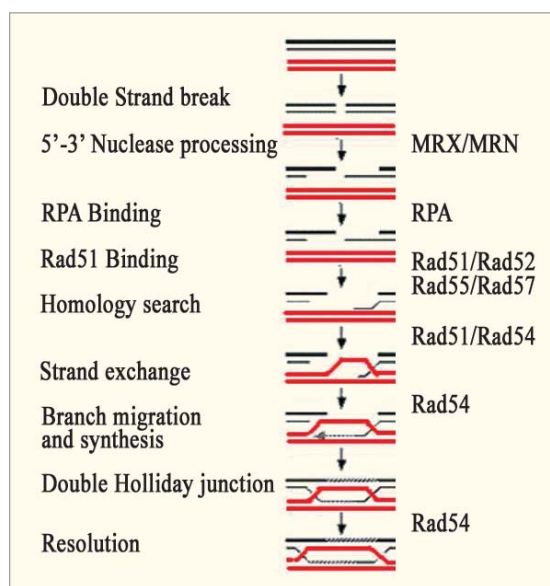 Double Strand break
5’-3’ Nuclease processing
MRX/MRN
RPA Binding
RPA
Rad51 Binding
Rad51/Rad52
Rad55/Rad57
Homology search
Rad51/Rad54
Strand exchange
Branch migration
and synthesis
Rad54
Double Holliday junction
Rad54
Resolution